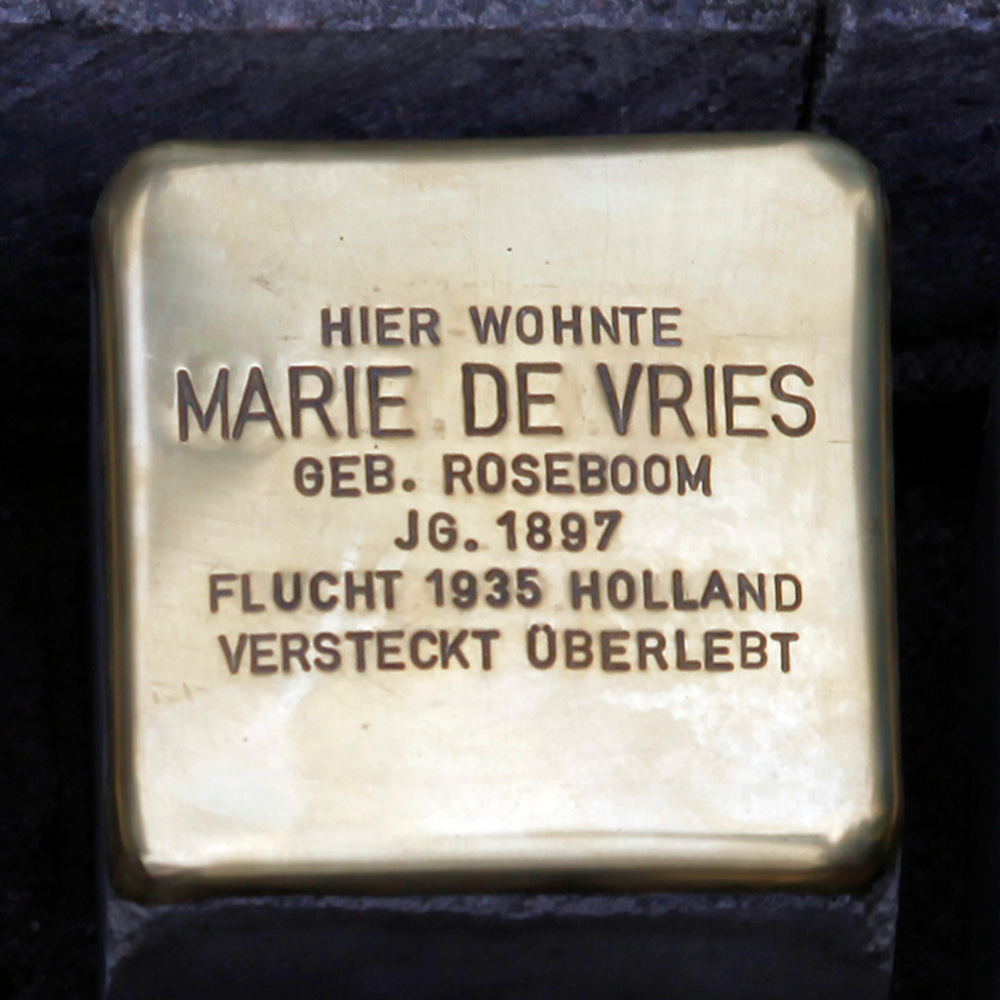 HIER WOHNTE
MARIE DE VRIES
GEB. ROSEBOOM
JG. 1897
FLUCHT 1935 HOLLAND
VERSTECKT ÜBERLEBT